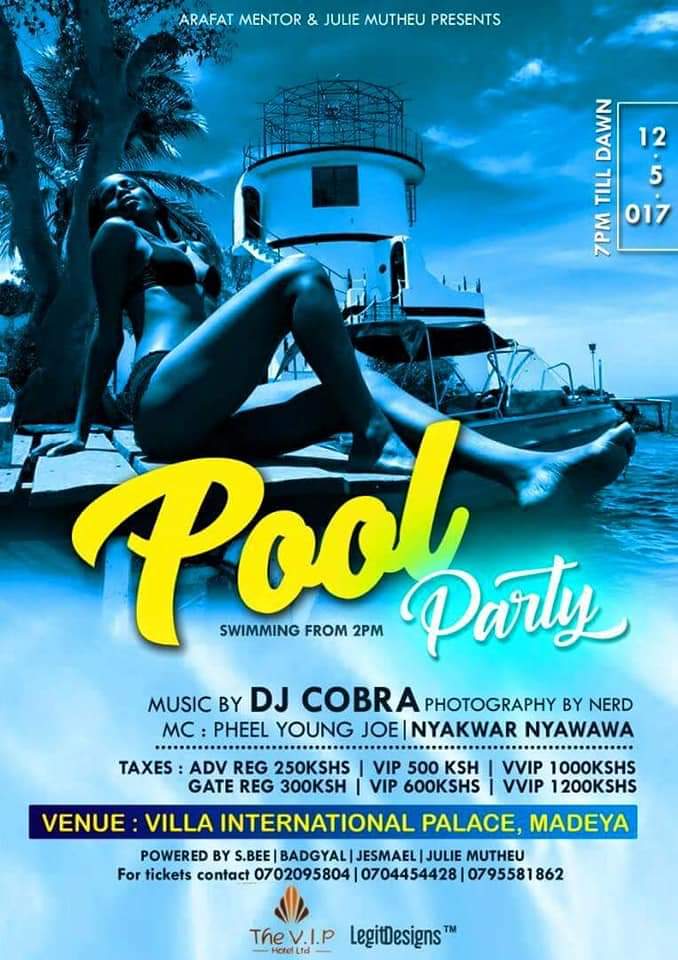 ARAFAT MENTOR & JULIE MUTHEU PRESENTS
7PM TILL DAWN
12
.5.
017
Pool
Party
SWIMMING FROM 2PM
MUSIC BY DJ COBRA PHOTOGRAPHY BY NERD
MC : PHEEL YOUNG JOE|NYAKWAR NYAWAWA
TAXES : ADV REG 250KSHS | VIP 500 KSH | VVIP 1000KSHS
GATE REG 300KSH | VIP 600KSHS | VVIP 1200KSHS
VENUE : VILLA INTERNATIONAL PALACE, MADEYA
POWERED BY S.BEE|BADGYAL|JESMAEL|JULIE MUTHEU
For tickets contact 0702095804|0704454428|0795581862
The V.I.P
Hotel Ltd
LegitDesigns™